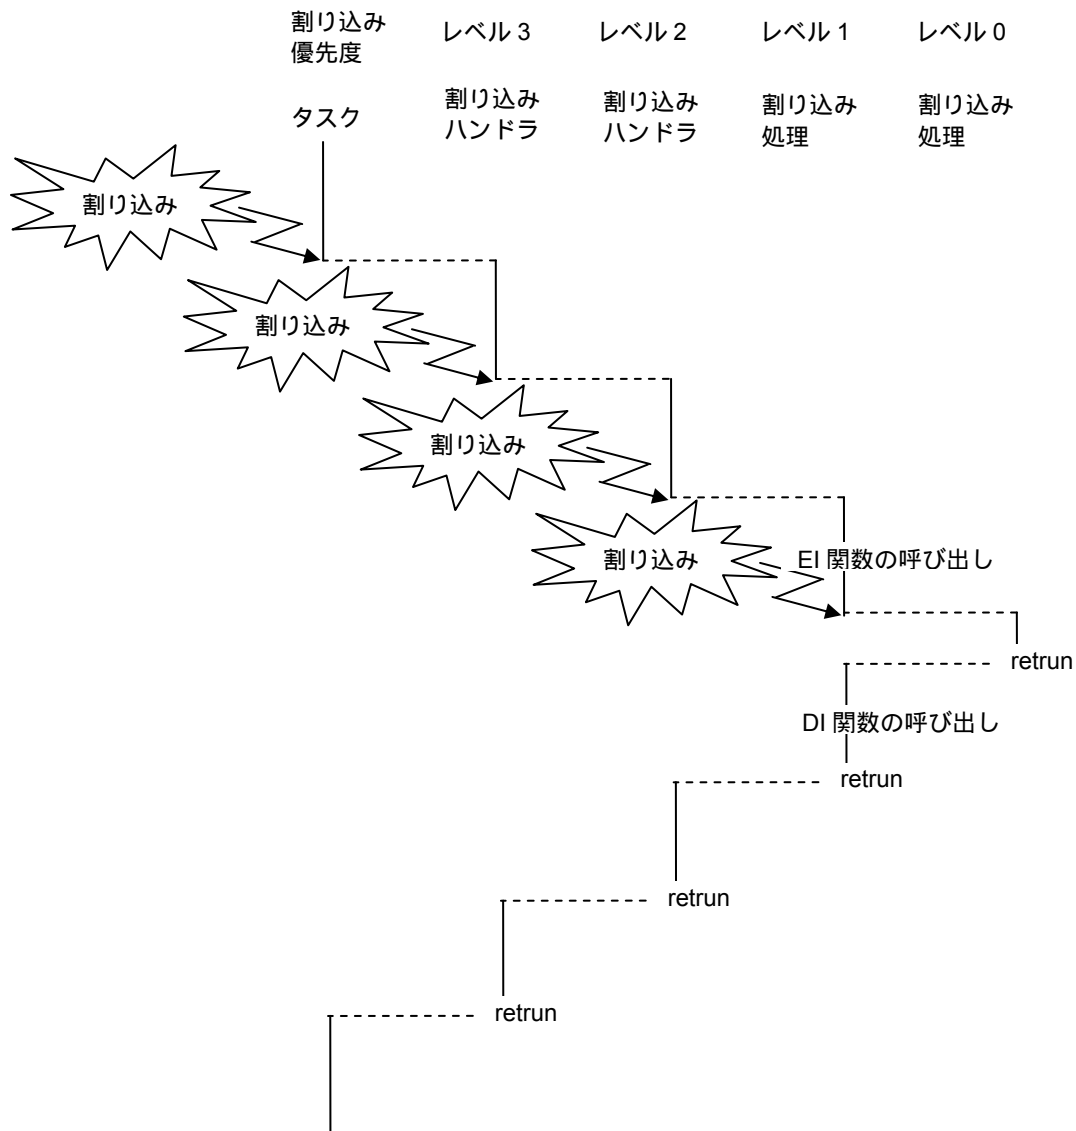 割り込み
優先度
レベル 3
レベル 2
レベル 1
レベル 0
タスク
割り込み
ハンドラ
割り込み
ハンドラ
割り込み
処理
割り込み
処理
割り込み
割り込み
割り込み
割り込み
EI 関数の呼び出し
retrun
DI 関数の呼び出し
retrun
retrun
retrun